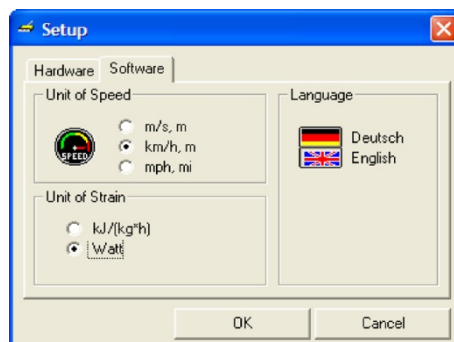 Setup
Hardware Software
Unit of Speed
m/s, m
SPEED
km/h, m
mph, mi
Unit of Strain
kJ/(kg*h)
Watt
Language
Deutsch
English
OK Cancel